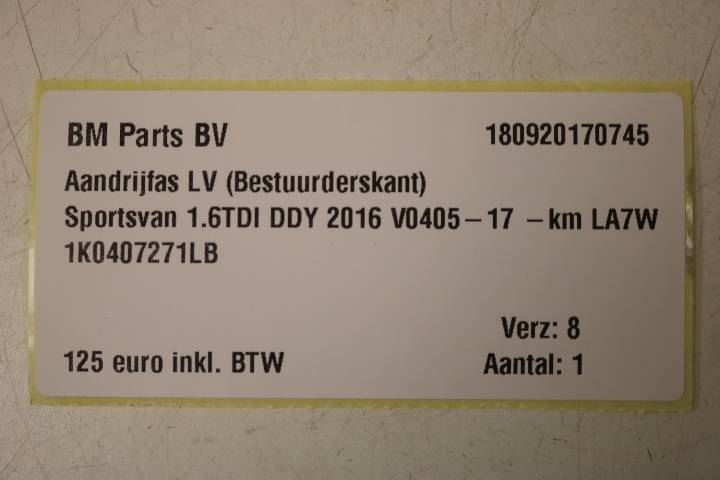 BM Parts BV 180920170745
Aandrijfas LV (Bestuurderskant)
Sportsvan 1.6TDI DDY 2016 V0405-17 -km LA7W
1K0407271LB
Verz: 8
125 euro inkl. BTW Aantal: 1